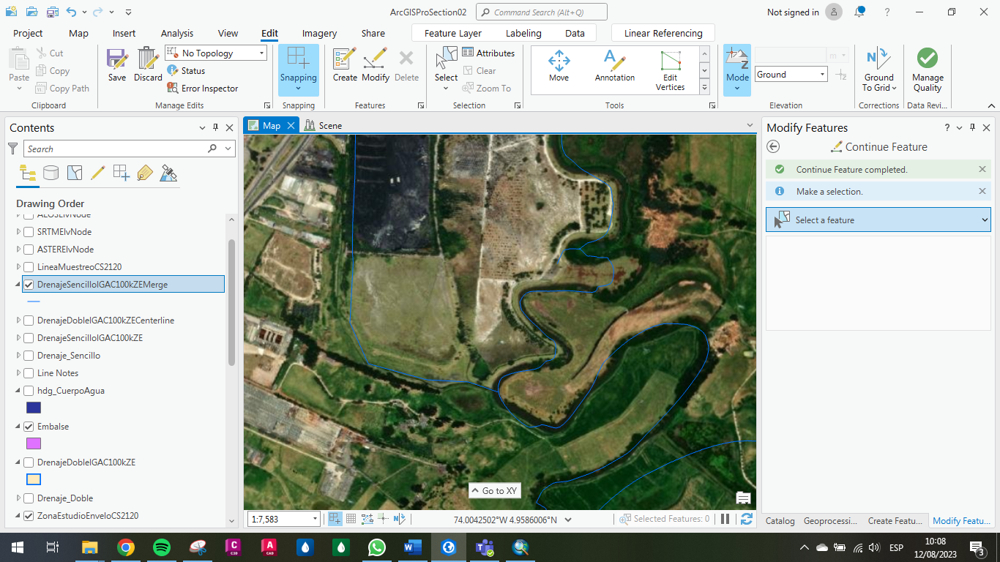 ArcGISProSection02
Command Search (Alt+Q)
Not signed in
?
Project
Map
Insert
Analysis
View
Edit
Imagery
Share
Feature Layer
Labeling
Data
Linear Referencing
Paste
Cut
Copy
Copy Path
Clipboard
Save
Discard
No Topology
Status
Error Inspector
Manage Edits
Snapping
Snapping
Create
Modify
Delete
Features
Select
Attributes
Clear
Zoom To
Selection
Move
Annotation
Edit
Vertices
Tools
Mode
m
Ground
Elevation
Ground
To Grid
Corrections
Manage
Quality
Data Revi...
Contents
Search
Drawing Order
ALOSElvNode
SRTMElvNode
ASTERElvNode
LineaMuestreoCS2120
DrenajeSencilloIGAC100kZEMerge
DrenajeDobleIGAC100kZECenterline
DrenajeSencilloIGAC100kZE
Drenaje_Sencillo
Line Notes
hdg_CuerpoAgua
Embalse
DrenajeDobleIGAC100kZE
Drenaje_Doble
ZonaEstudioEnveloCS2120
Map
Scene
Go to XY
1:7,583
74.0042502°W 4.9586006°N
Selected Features: 0
Modify Features
?
Continue Feature
Continue Feature completed.
Make a selection.
Select a feature
Catalog
Geoprocessi...
Create Featu...
Modify Featu...
ESP
10:08
12/08/2023
3